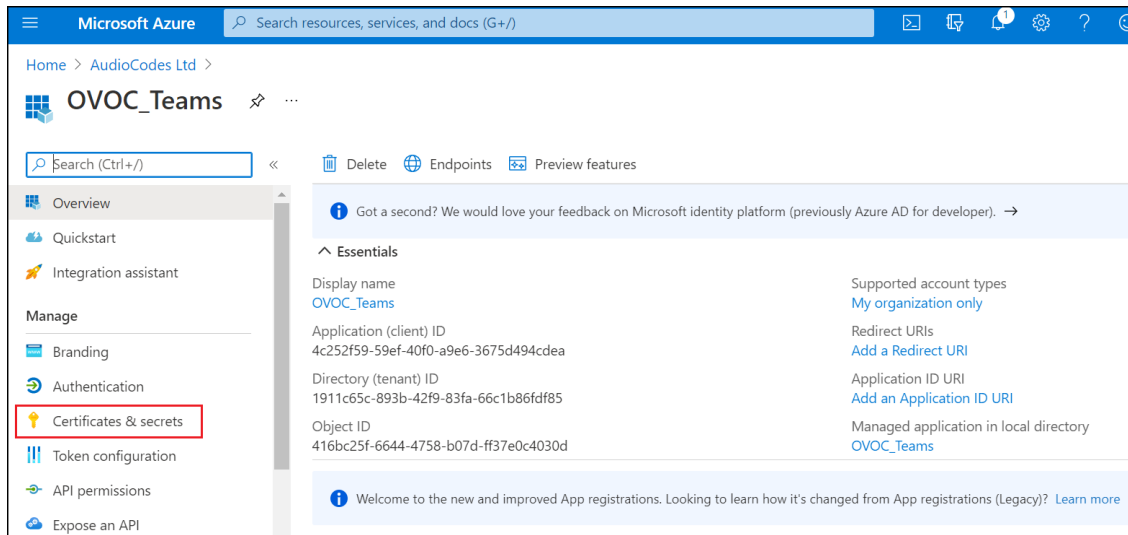 Microsoft Azure
Search resources, services, and docs (G+/)
1
Home > AudioCodes Ltd >
OVOC_Teams
Search (Ctrl+/)
Overview
Quickstart
Integration assistant
Manage
Branding
Authentication
Certificates & secrets
Token configuration
API permissions
Expose an API
Delete
Endpoints
Preview features
Got a second? We would love your feedback on Microsoft identity platform (previously Azure AD for developer). →
Essentials
Display name
OVOC_Teams
Application (client) ID
4c252f59-59ef-40f0-a9e6-3675d494cdea
Directory (tenant) ID
1911c65c-893b-42f9-83fa-66c1b86fdf85
Object ID
416bc25f-6644-4758-b07d-ff37e0c4030d
Supported account types
My organization only
Redirect URIs
Add a Redirect URI
Application ID URI
Add an Application ID URI
Managed application in local directory
OVOC_Teams
Welcome to the new and improved App registrations. Looking to learn how it's changed from App registrations (Legacy)? Learn more